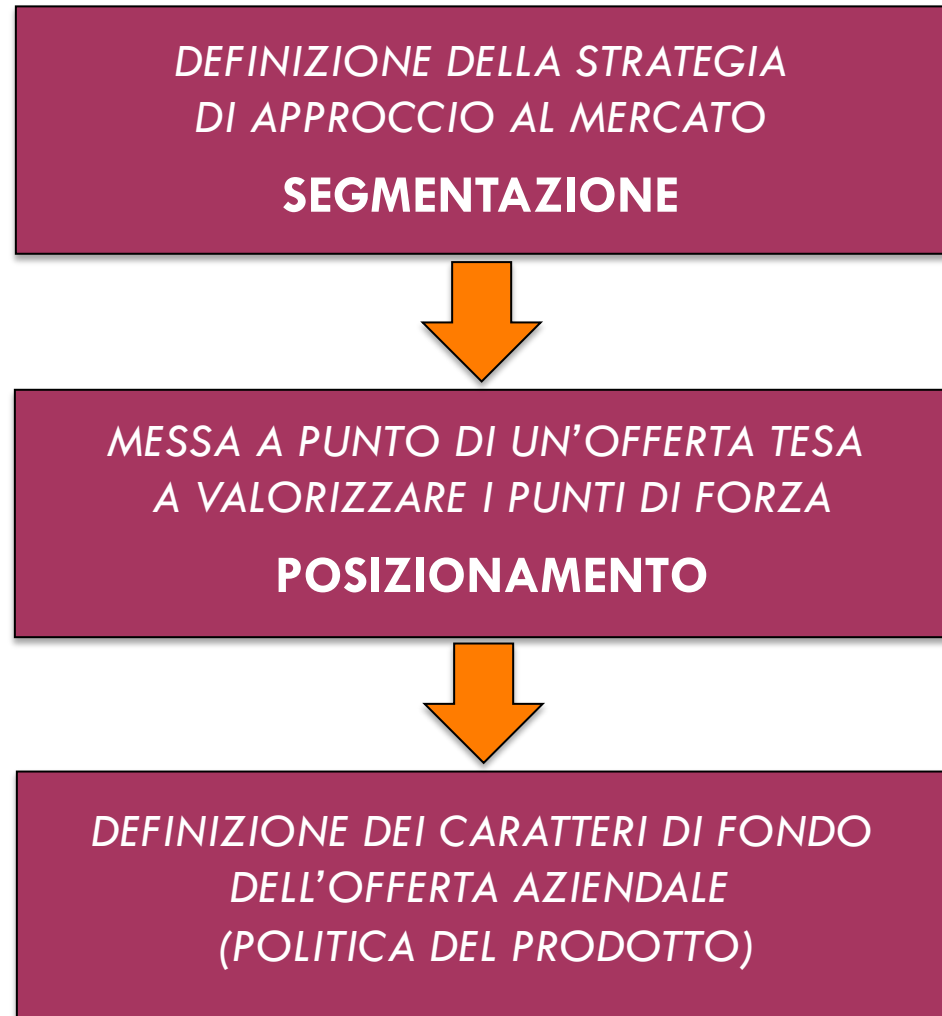 DEFINIZIONE DELLA STRATEGIA
DI APPROCCIO AL MERCATO
SEGMENTAZIONE
MESSA A PUNTO DI UN’OFFERTA TESA
A VALORIZZARE I PUNTI DI FORZA
POSIZIONAMENTO
DEFINIZIONE DEI CARATTERI DI FONDO
DELL’OFFERTA AZIENDALE
(POLITICA DEL PRODOTTO)